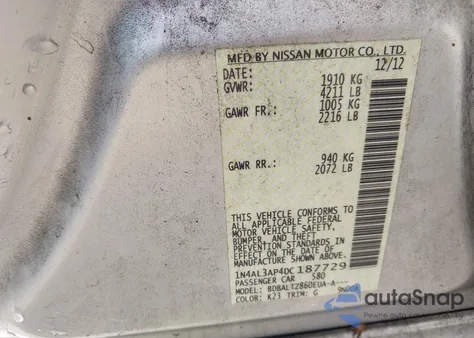 MFD BY NISSAN MOTOR CO., LTD.
DATE: 12/12
GVWR: 1910 KG
4211 LB
GAWR FR.: 1005 KG
2216 LB
GAWR RR.: 940 KG
2072 LB
THIS VEHICLE CONFORMS TO
ALL APPLICABLE FEDERAL
MOTOR VEHICLE SAFETY,
BUMPER, AND THEFT
PREVENTION STANDARDS IN
EFFECT ON THE DATE OF
MANUFACTURE SHOWN ABOVE.
1N4AL3AP4DC187729
PASSENGER CAR 580
MODEL: BDBALTZ860EUA-A---
COLOR: K23 TRIM: G
autoSnap